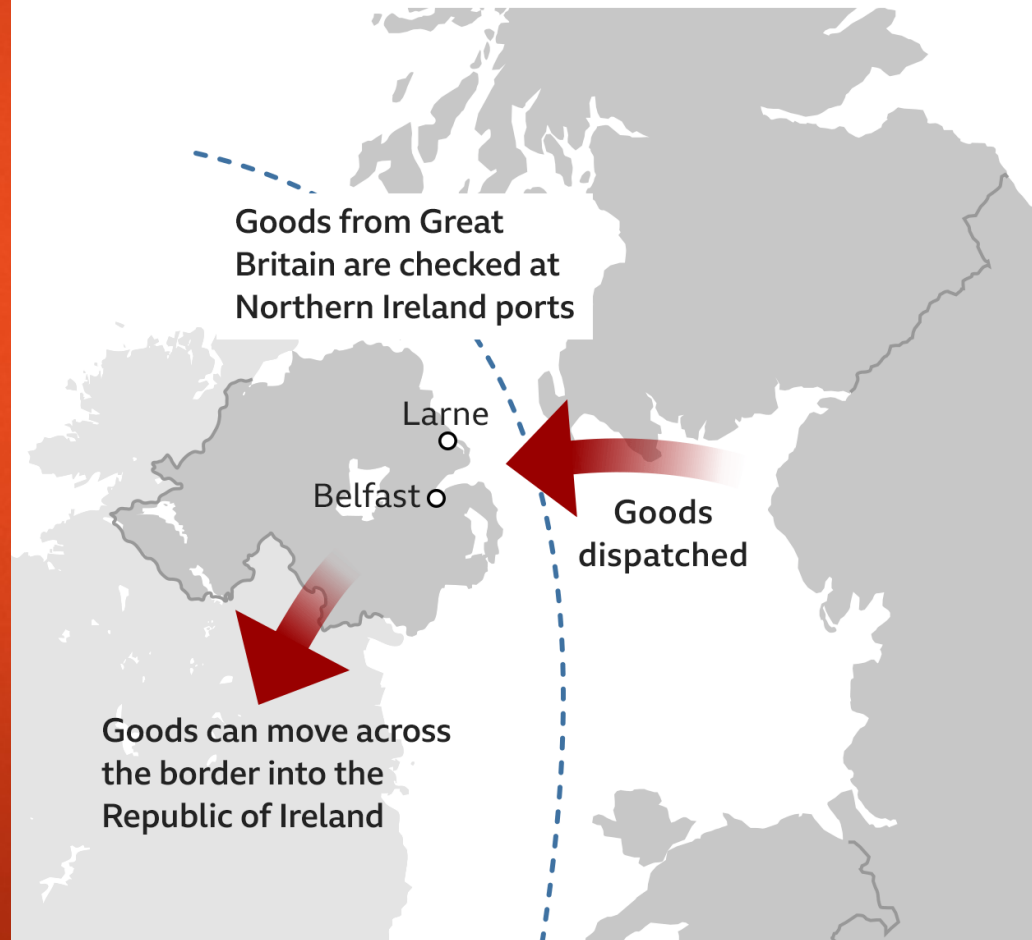 Goods from Great
Britain are checked at
Northern Ireland ports
Larne
Belfast
Goods
dispatched
Goods can move across
the border into the
Republic of Ireland